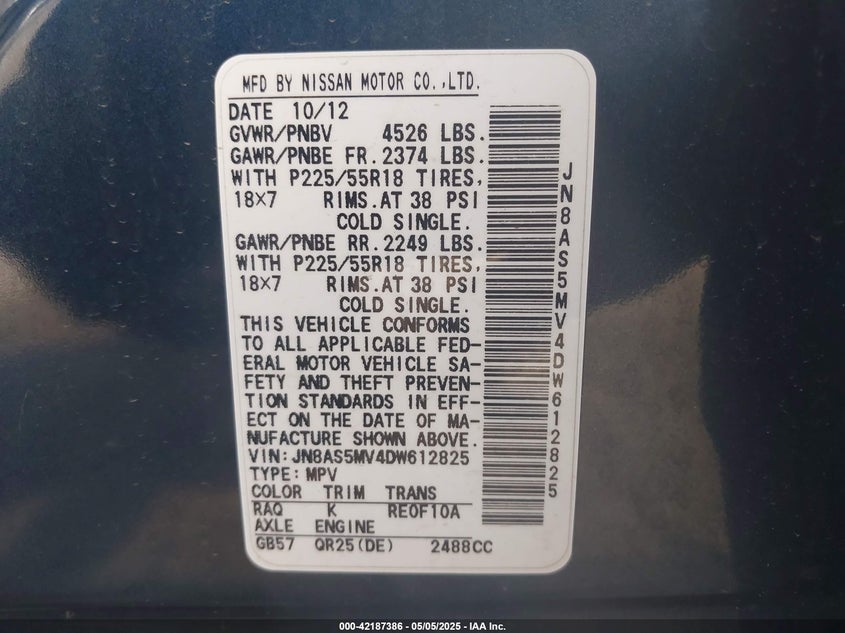 MFD BY NISSAN MOTOR CO.,LTD.
DATE 10/12
GVWR/PNBV 4526 LBS.
GAWR/PNBE FR.2374 LBS.
WITH P225/55R18 TIRES,
18×7 RIMS.AT 38 PSI
COLD SINGLE.
GAWR/PNBE RR.2249 LBS.
WITH P225/55R18 TIRES,
18×7 RIMS.AT 38 PSI
COLD SINGLE.
THIS VEHICLE CONFORMS
TO ALL APPLICABLE FED-
ERAL MOTOR VEHICLE SA-
FETY AND THEFT PREVEN-
TION STANDARDS IN EFF-
ECT ON THE DATE OF MA-
NUFACTURE SHOWN ABOVE.
VIN:JN8AS5MV4DW612825
TYPE:MPV
COLOR TRIM TRANS
RAQ K RE0F10A
AXLE ENGINE
GB57 QR25(DE) 2488CC
JN8AS5MV4DW612825
000-42187386 - 05/05/2025 - IAA Inc.